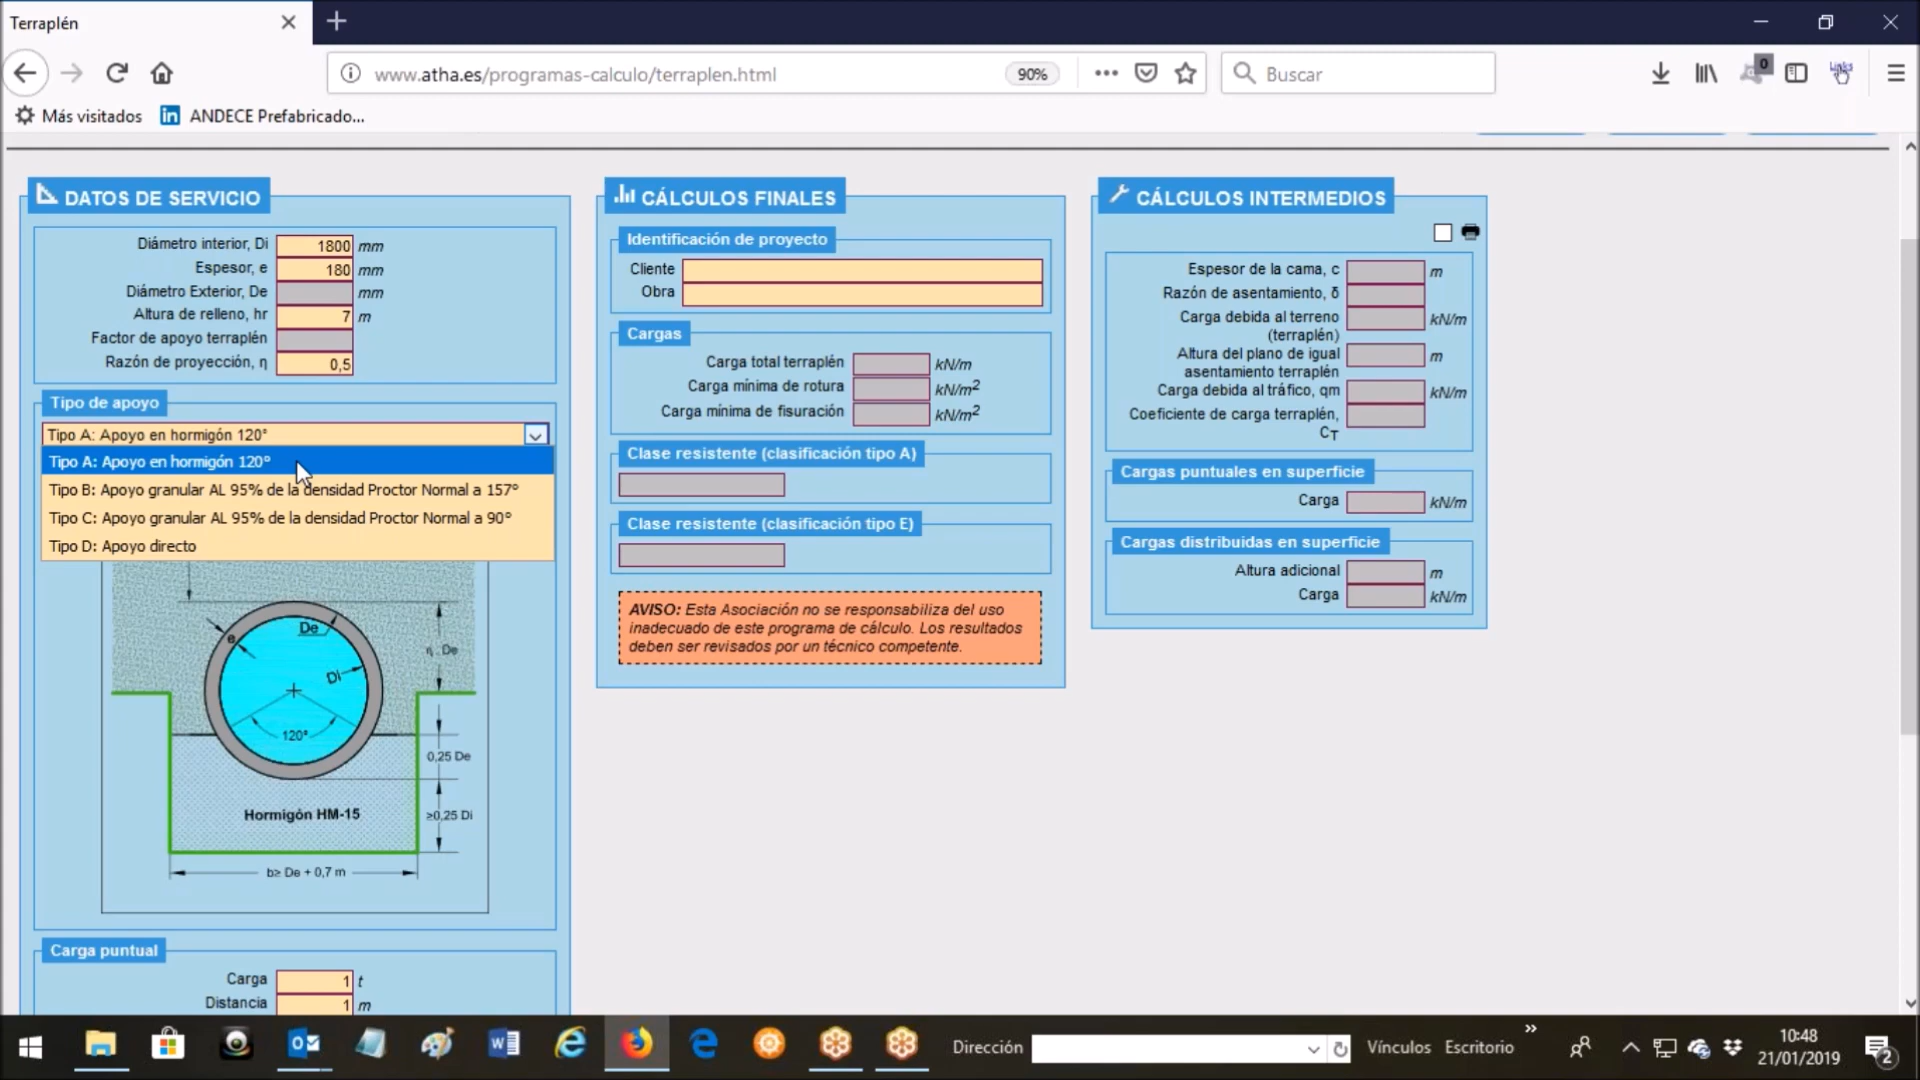 Terraplén
www.atha.es/programas-calculo/terraplen.html
90%
Buscar
0
Links
Más visitados
ANDECE Prefabricado...
DATOS DE SERVICIO
Diámetro interior, Di 1800 mm
Espesor, e 180 mm
Diámetro Exterior, De mm
Altura de relleno, hr 7 m
Factor de apoyo terraplén
Razón de proyección, η 0,5
Tipo de apoyo
Tipo A: Apoyo en hormigón 120°
Tipo A: Apoyo en hormigón 120°
Tipo B: Apoyo granular AL 95% de la densidad Proctor Normal a 157°
Tipo C: Apoyo granular AL 95% de la densidad Proctor Normal a 90°
Tipo D: Apoyo directo
De
e
η. De
Di
120°
0,25 De
Hormigón HM-15
≥0,25 Di
b≥ De + 0,7 m
Carga puntual
Carga 1 t
Distancia 1 m
CÁLCULOS FINALES
Identificación de proyecto
Cliente
Obra
Cargas
Carga total terraplén kN/m
Carga mínima de rotura kN/m2
Carga mínima de fisuración kN/m2
Clase resistente (clasificación tipo A)
Clase resistente (clasificación tipo E)
AVISO: Esta Asociación no se responsabiliza del uso
inadecuado de este programa de cálculo. Los resultados
deben ser revisados por un técnico competente.
CÁLCULOS INTERMEDIOS
Espesor de la cama, c m
Razón de asentamiento, δ
Carga debida al terreno kN/m
(terraplén)
Altura del plano de igual m
asentamiento terraplén
Carga debida al tráfico, qm kN/m
Coeficiente de carga terraplén,
CT
Cargas puntuales en superficie
Carga kN/m
Cargas distribuidas en superficie
Altura adicional m
Carga kN/m
Dirección
Vínculos
Escritorio
10:48
21/01/2019
2